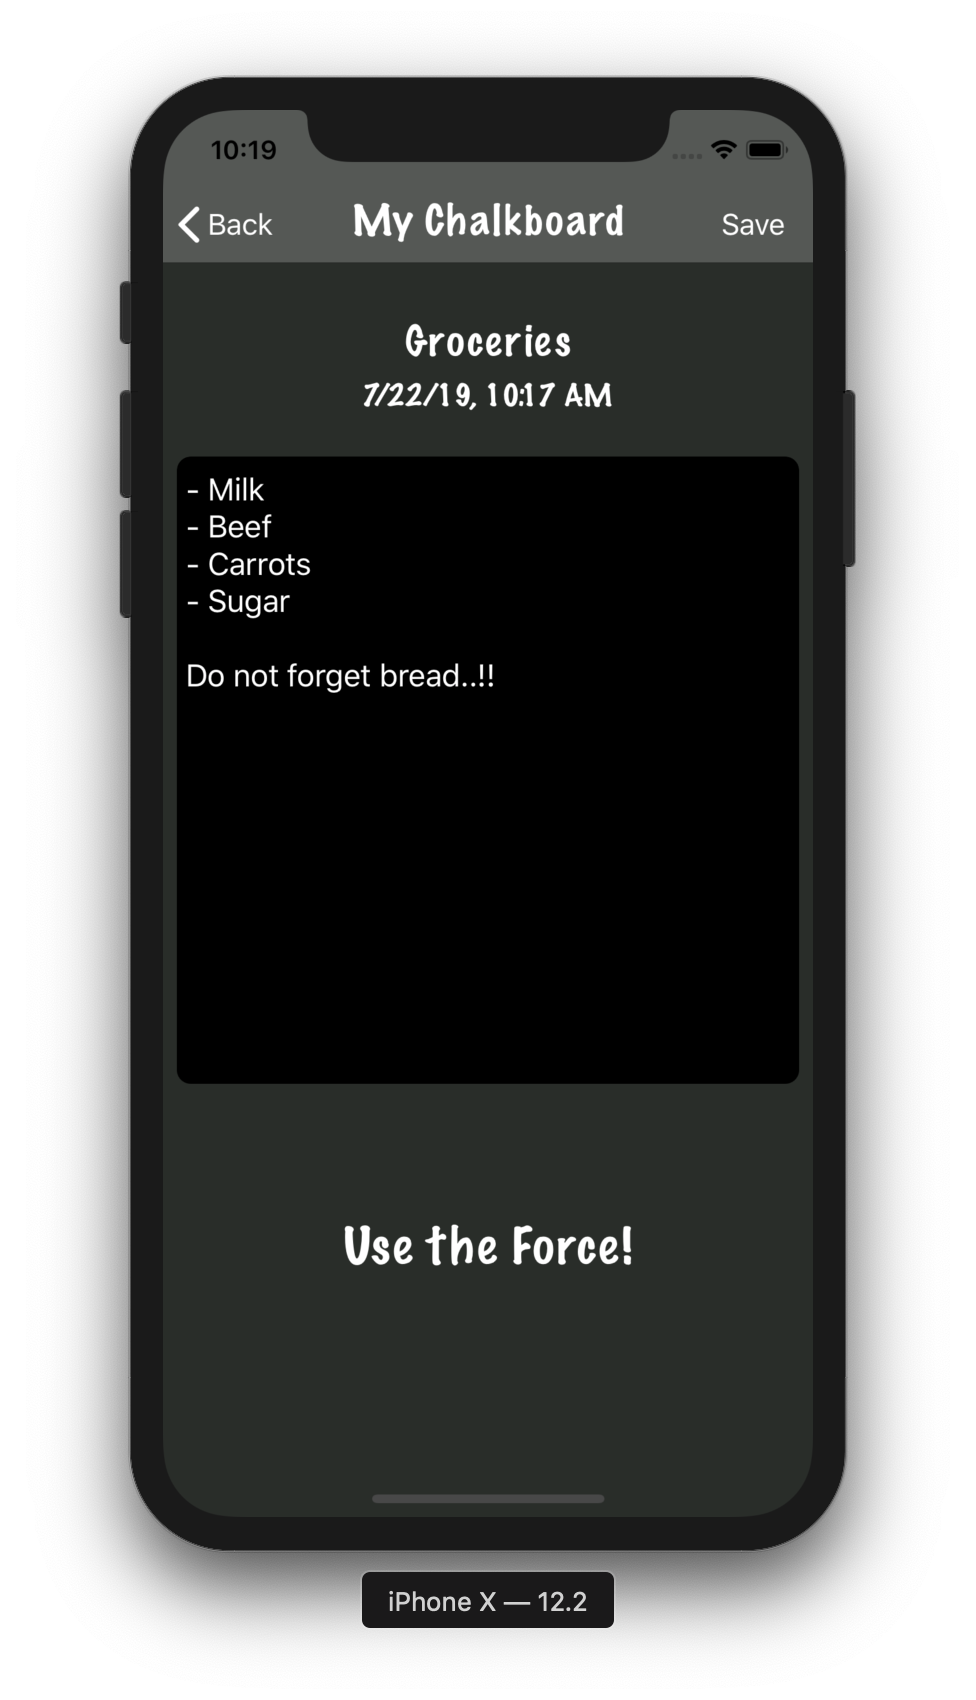 10:19
Back My Chalkboard Save
Groceries
7/22/19, 10:17 AM
- Milk
- Beef
- Carrots
- Sugar
Do not forget bread..!!
Use the Force!
iPhone X — 12.2